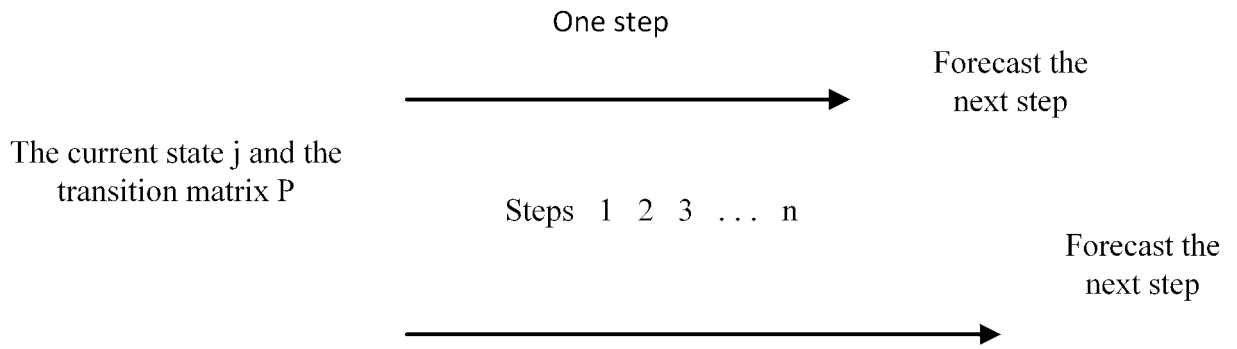 One step
Forecast the
next step
The current state j and the
transition matrix P
Steps 1 2 3 ... n
Forecast the
next step